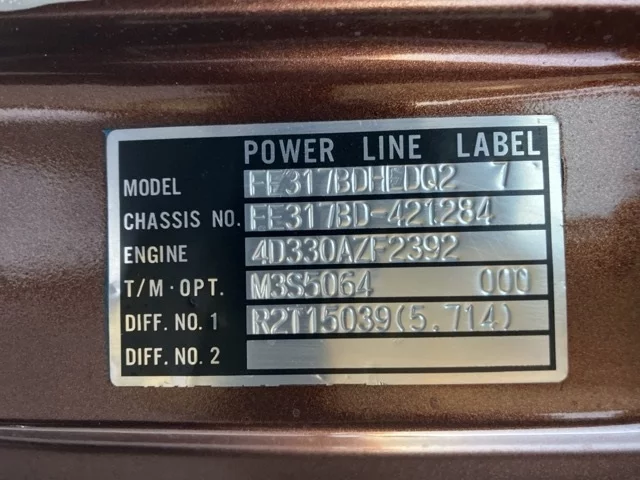 POWER LINE LABEL
MODEL FE317BDHEDQ2 7
CHASSIS NO. FE317BD-421284
ENGINE 4D330AZF2392
T/M·OPT. M3S5064 000
DIFF. NO. 1 R2T15039(5.714)
DIFF. NO. 2